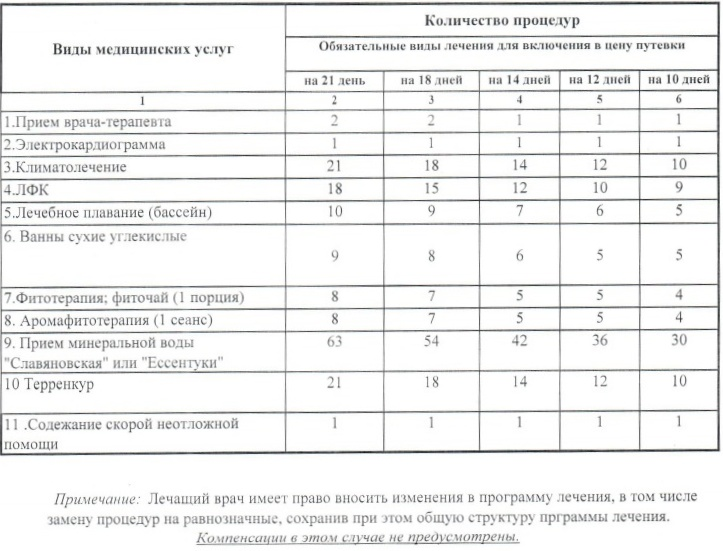 Виды медицинских услуг
Количество процедур
Обязательные виды лечения для включения в цену путевки
на 21 день на 18 дней на 14 дней на 12 дней на 10 дней
1 2 3 4 5 6
1.Прием врача-терапевта 2 2 1 1 1
2.Электрокардиограмма 1 1 1 1 1
3.Климатолечение 21 18 14 12 10
4.ЛФК 18 15 12 10 9
5.Лечебное плавание (бассейн) 10 9 7 6 5
6. Ванны сухие углекислые 9 8 6 5 5
7.Фитотерапия; фиточай (1 порция) 8 7 5 5 4
8. Аромафитотерапия (1 сеанс) 8 7 5 5 4
9. Прием минеральной воды 63 54 42 36 30
"Славяновская" или "Ессентуки"
10 Терренкур 21 18 14 12 10
11 .Содежание скорой неотложной 1 1 1 1 1
помощи
Примечание: Лечащий врач имеет право вносить изменения в программу лечения, в том числе
замену процедур на равнозначные, сохранив при этом общую структуру прграммы лечения.
Компенсации в этом случае не предусмотрены.